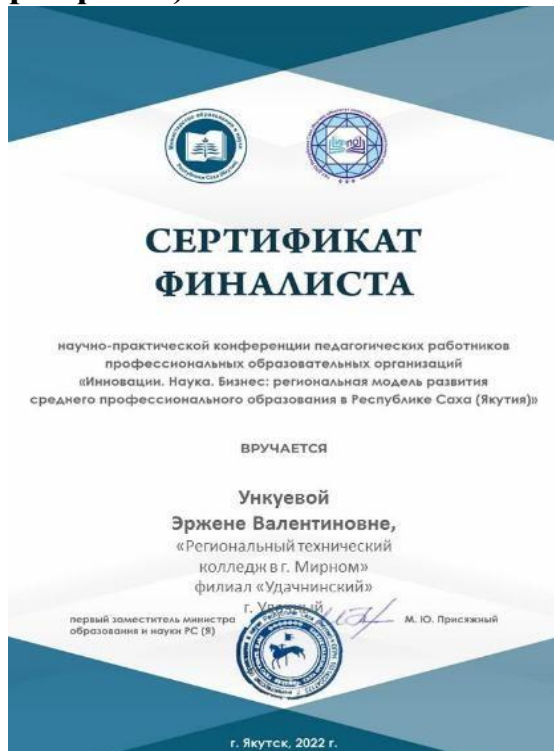 СЕРТИФИКАТ
ФИНАЛИСТА
научно-практической конференции педагогических работников
профессиональных образовательных организаций
«Инновации. Наука. Бизнес: региональная модель развития
среднего профессионального образования в Республике Саха (Якутия)»
ВРУЧАЕТСЯ
Ункуевой
Эржене Валентиновне,
«Региональный технический
колледж в г. Мирном»
филиал «Удачнинский»
г. Удачный
первый заместитель министра
образования и науки РС (Я)
М. Ю. Присяжный
г. Якутск, 2022 г.